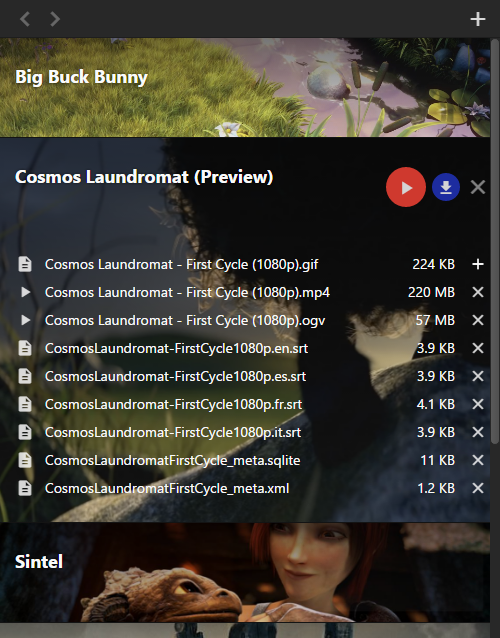 Big Buck Bunny
Cosmos Laundromat (Preview)
Cosmos Laundromat - First Cycle (1080p).gif 224 KB
Cosmos Laundromat - First Cycle (1080p).mp4 220 MB
Cosmos Laundromat - First Cycle (1080p).ogv 57 MB
CosmosLaundromat-FirstCycle1080p.en.srt 3.9 KB
CosmosLaundromat-FirstCycle1080p.es.srt 3.9 KB
CosmosLaundromat-FirstCycle1080p.fr.srt 4.1 KB
CosmosLaundromat-FirstCycle1080p.it.srt 3.9 KB
CosmosLaundromatFirstCycle_meta.sqlite 11 KB
CosmosLaundromatFirstCycle_meta.xml 1.2 KB
Sintel